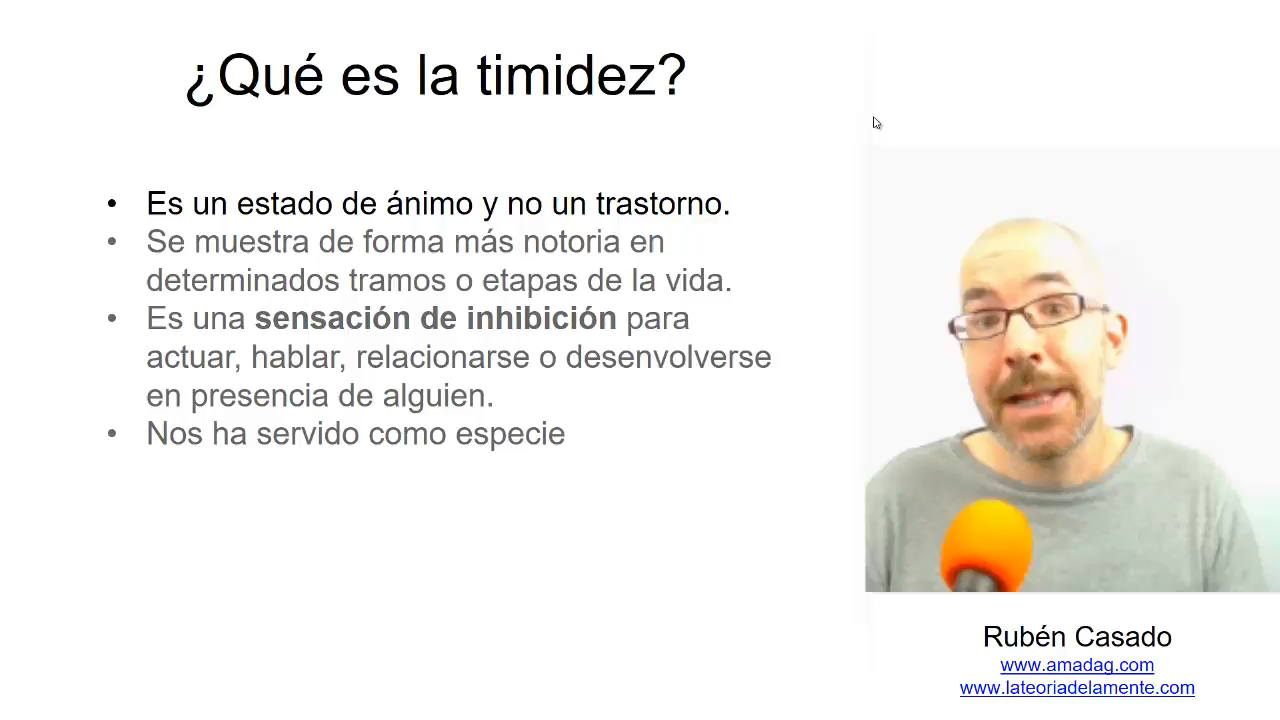 ¿Qué es la timidez?
• Es un estado de ánimo y no un trastorno.
• Se muestra de forma más notoria en
determinados tramos o etapas de la vida.
• Es una sensación de inhibición para
actuar, hablar, relacionarse o desenvolverse
en presencia de alguien.
• Nos ha servido como especie
Rubén Casado
www.amadag.com
www.lateoriadelamente.com